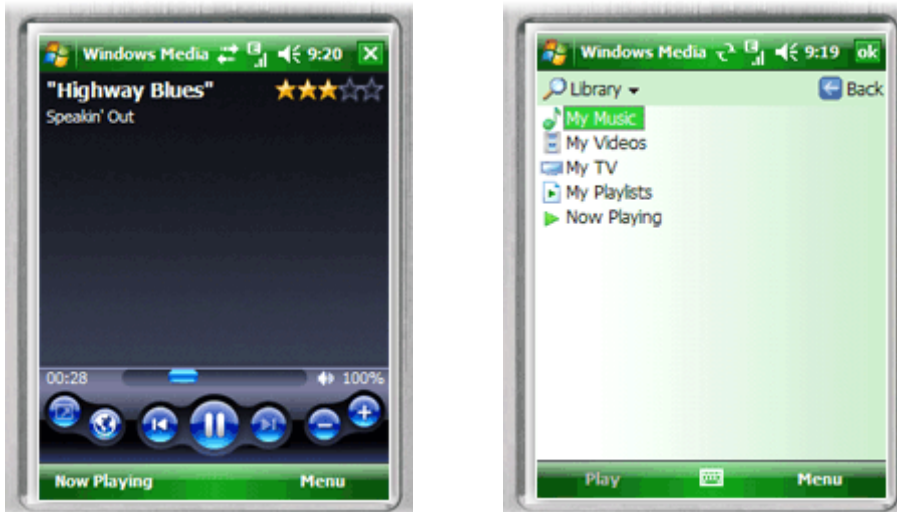 Windows Media 9:20
"Highway Blues"
Speakin' Out
00:28 100%
Now Playing Menu
Windows Media 9:19 ok
Library Back
My Music
My Videos
My TV
My Playlists
Now Playing
Play Menu